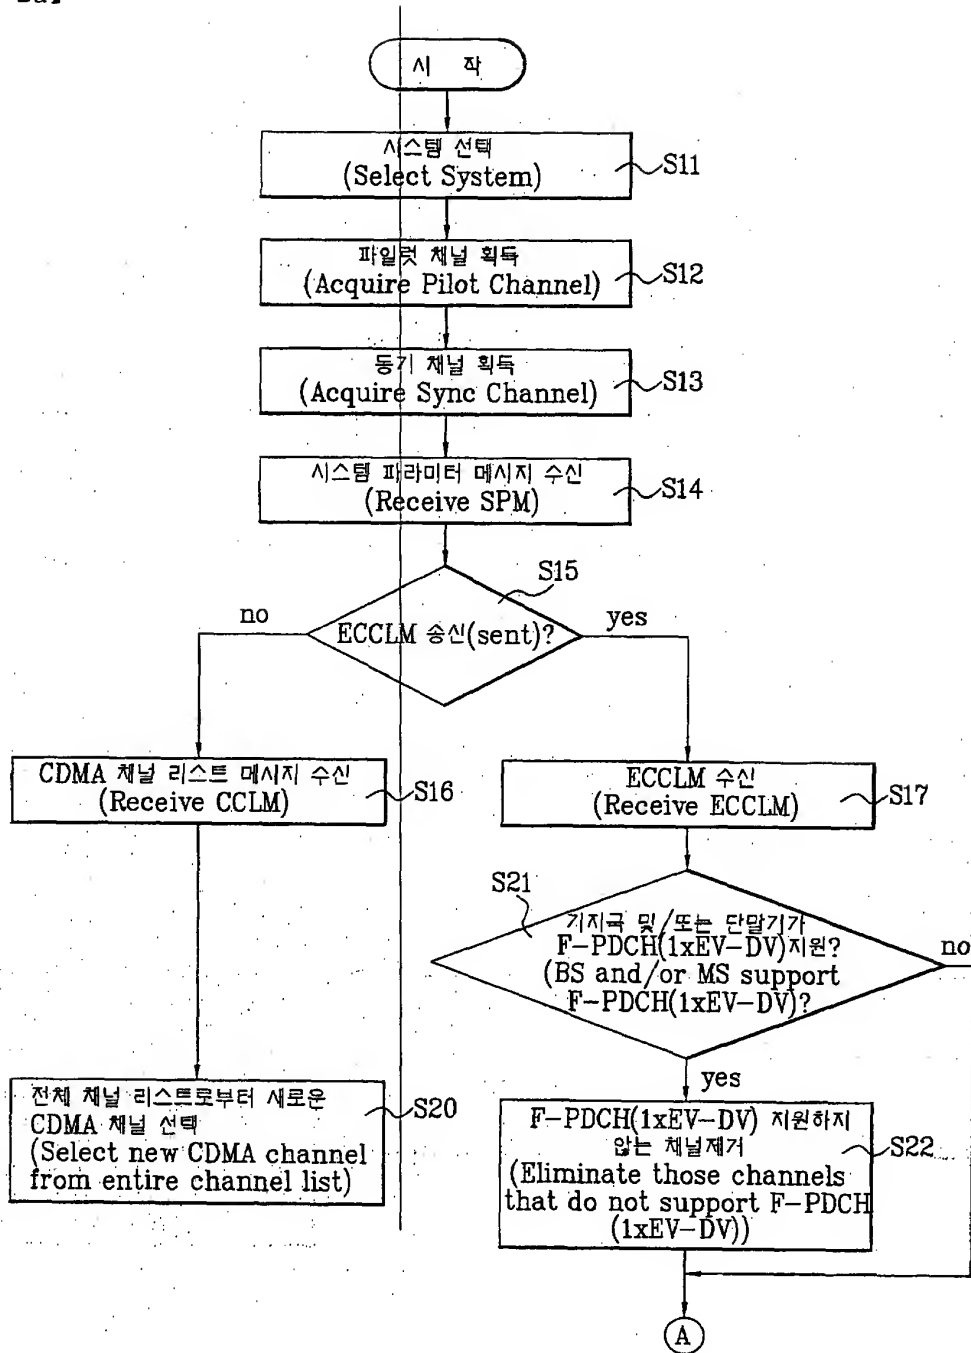 시 작
시스템 선택
(Select System)
S11
파일럿 채널 획득
(Acquire Pilot Channel)
S12
동기 채널 획득
(Acquire Sync Channel)
S13
시스템 파라미터 메시지 수신
(Receive SPM)
S14
S15
no
ECCLM 송신(sent)?
yes
CDMA 채널 리스트 메시지 수신
(Receive CCLM)
S16
ECCLM 수신
(Receive ECCLM)
S17
S21
기지국 및/또는 단말기가
F-PDCH(1xEV-DV)지원?
(BS and/or MS support
F-PDCH(1xEV-DV)?
no
yes
전체 채널 리스트로부터 새로운
CDMA 채널 선택
(Select new CDMA channel
from entire channel list)
S20
F-PDCH(1xEV-DV) 지원하지
않는 채널제거
(Eliminate those channels
that do not support F-PDCH
(1xEV-DV))
S22
A